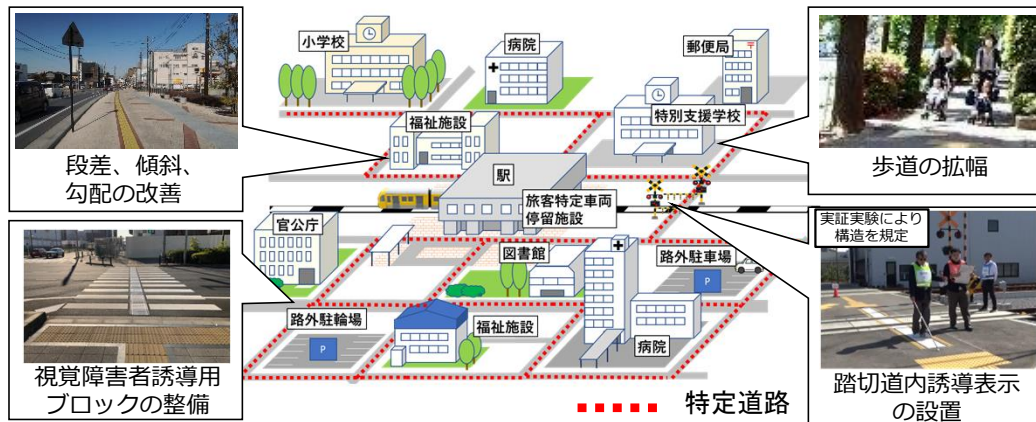 小学校
病院
郵便局
段差、傾斜、
勾配の改善
福祉施設
特別支援学校
歩道の拡幅
駅
旅客特定車両
停留施設
官公庁
図書館
路外駐車場
P
実証実験により
構造を規定
路外駐輪場
P
福祉施設
病院
視覚障害者誘導用
ブロックの整備
特定道路
踏切道内誘導表示
の設置